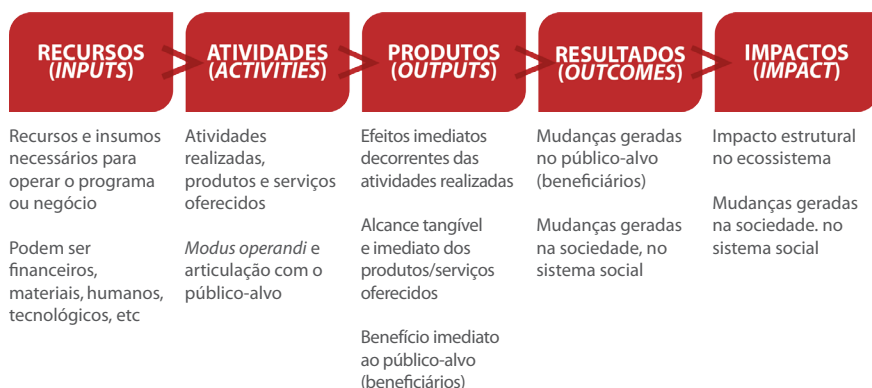 RECURSOS
(INPUTS)
Recursos e insumos
necessários para
operar o programa
ou negócio
Podem ser
financeiros,
materiais, humanos,
tecnológicos, etc
ATIVIDADES
(ACTIVITIES)
Atividades
realizadas,
produtos e serviços
oferecidos
Modus operandi e
articulação com o
público-alvo
PRODUTOS
(OUTPUTS)
Efeitos imediatos
decorrentes das
atividades realizadas
Alcance tangível
e imediato dos
produtos/serviços
oferecidos
Benefício imediato
ao público-alvo
(beneficiários)
RESULTADOS
(OUTCOMES)
Mudanças geradas
no público-alvo
(beneficiários)
Mudanças geradas
na sociedade, no
sistema social
IMPACTOS
(IMPACT)
Impacto estrutural
no ecossistema
Mudanças geradas
na sociedade. no
sistema social